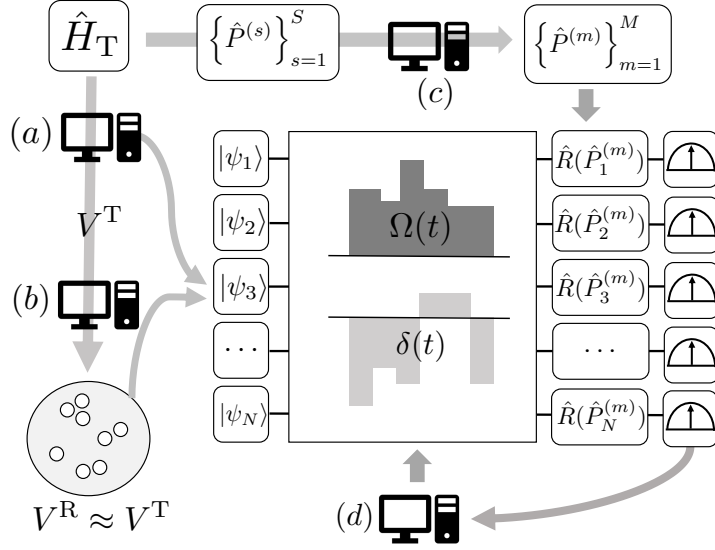 Ĥ_T
{P̂^(s)}_{s=1}^S
{P̂^(m)}_{m=1}^M
(c)
(a)
|ψ_1⟩
R̂(P̂_1^(m))
V^T
|ψ_2⟩
Ω(t)
R̂(P̂_2^(m))
(b)
|ψ_3⟩
R̂(P̂_3^(m))
···
δ(t)
···
|ψ_N⟩
R̂(P̂_N^(m))
V^R ≈ V^T
(d)